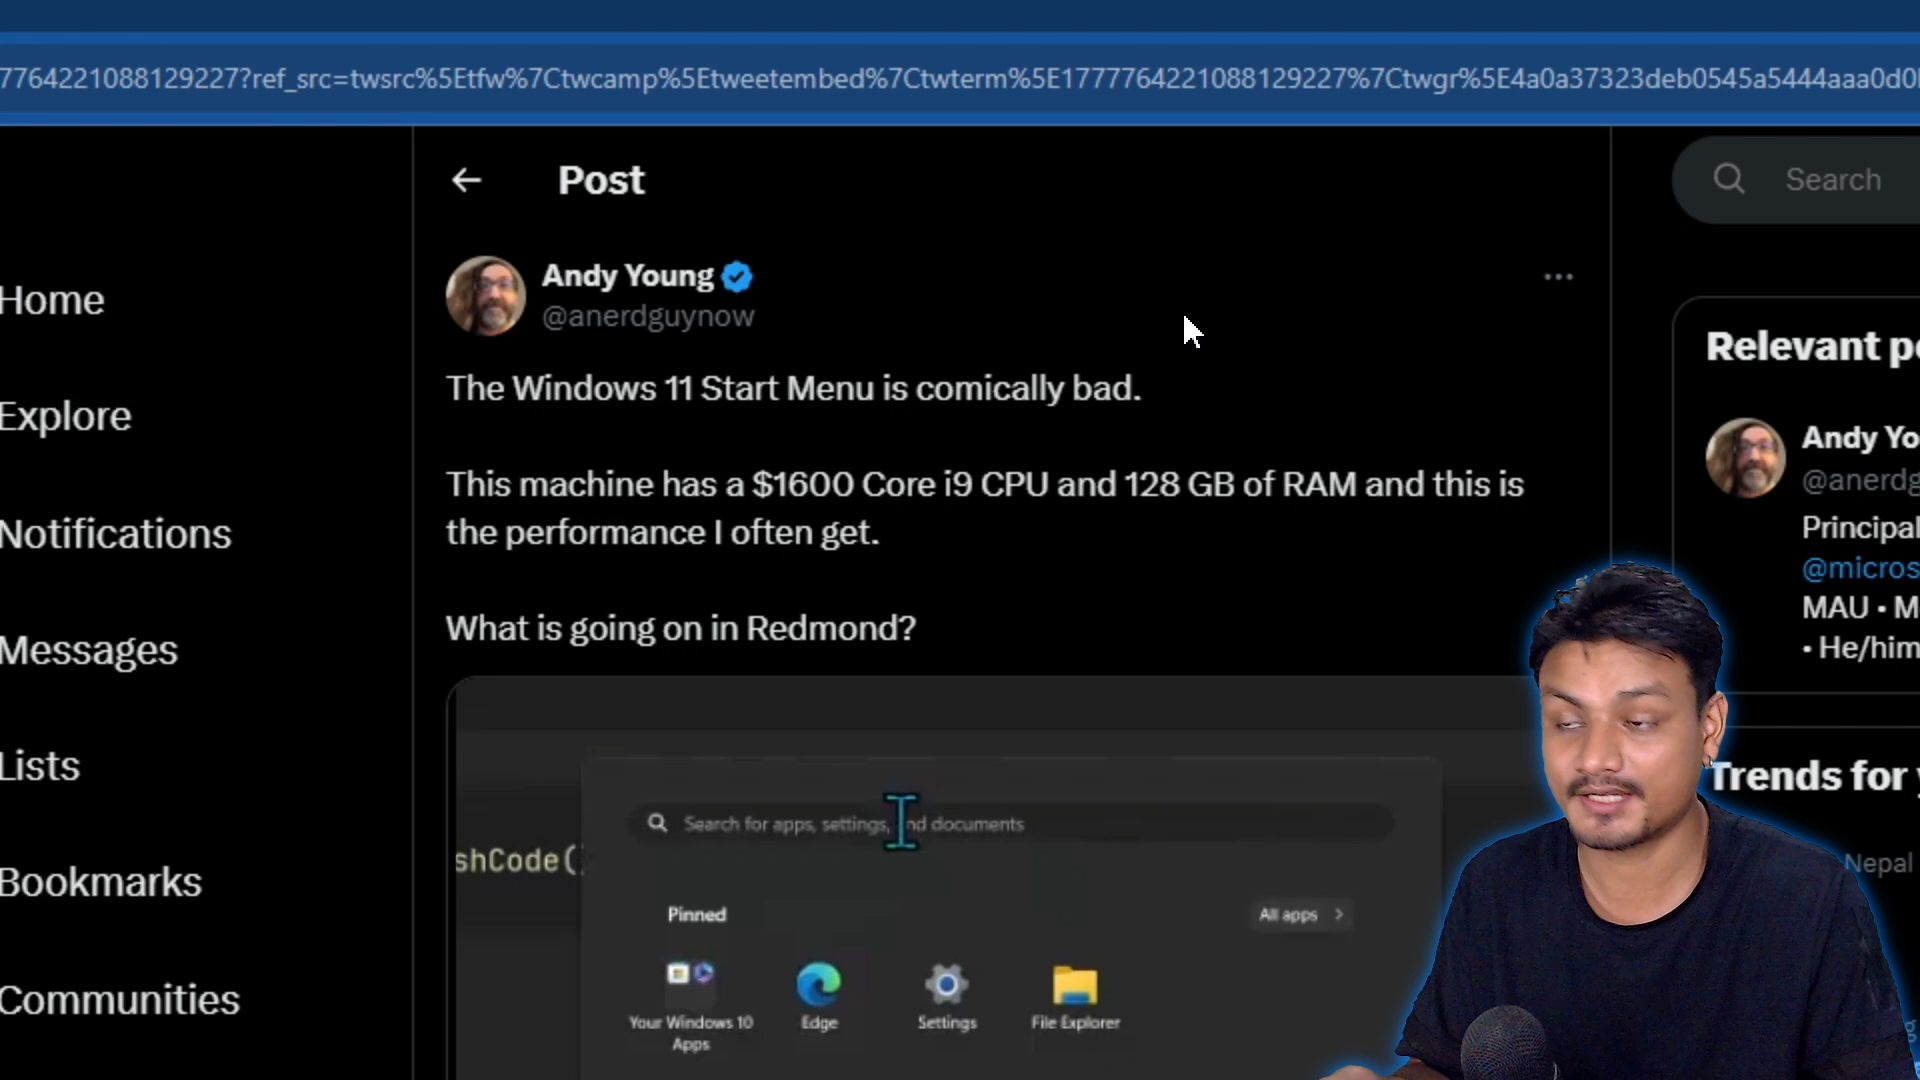 7764221088129227?ref_src=twsrc%5Etfw%7Ctwcamp%5Etweetembed%7Ctwterm%5E1777764221088129227%7Ctwgr%5E4a0a37323deb0545a5444aaa0d0
Post
Search
Andy Young
@anerdguynow
Home
The Windows 11 Start Menu is comically bad.
Relevant pe
Explore
Andy Yo
This machine has a $1600 Core i9 CPU and 128 GB of RAM and this is
the performance I often get.
@anerdg
Principal
@micros
MAU • M
• He/him
Notifications
What is going on in Redmond?
Messages
Lists
Trends for
Search for apps, settings, nd documents
shCode(
Nepal
Bookmarks
Pinned
All apps
Communities
Your Windows 10
Apps
Edge
Settings
File Explorer